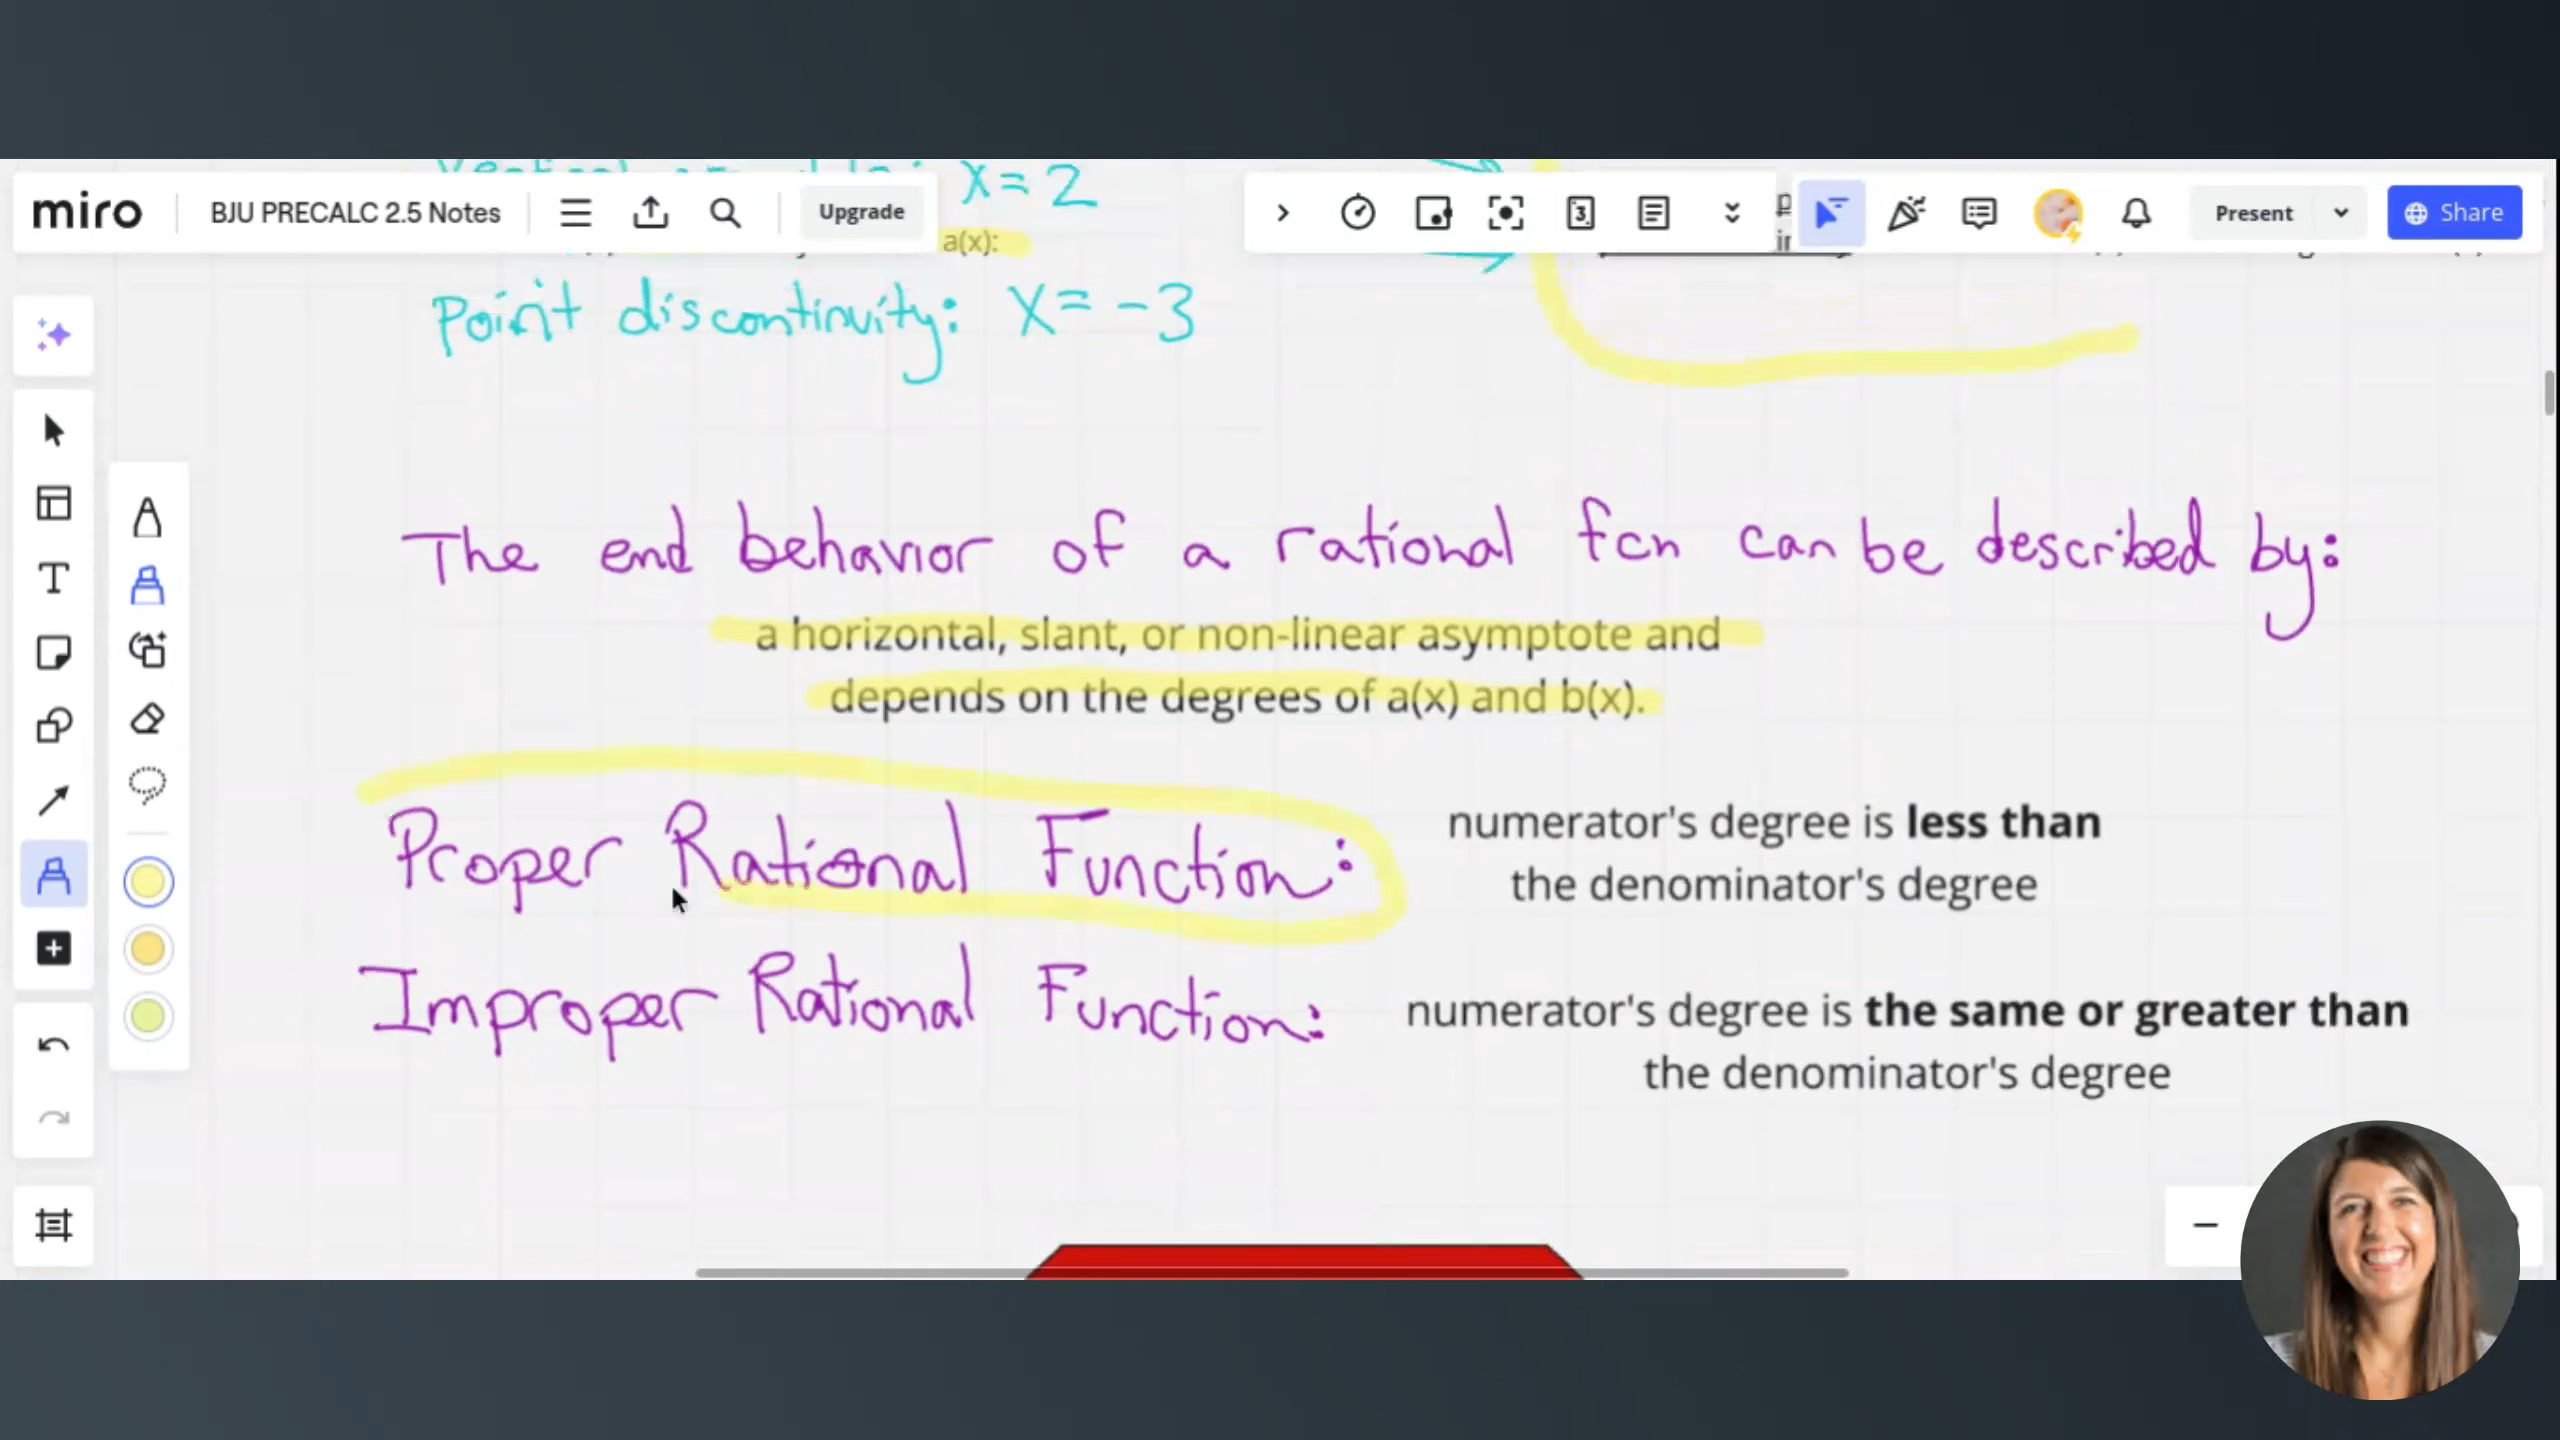 x = 2
miro
BJU PRECALC 2.5 Notes
Upgrade
3
Present
Share
a(x):
Point discontinuity: x = -3
The end behavior of a rational fcn can be described by:
a horizontal, slant, or non-linear asymptote and
depends on the degrees of a(x) and b(x).
Proper Rational Function:
numerator's degree is less than
the denominator's degree
Improper Rational Function:
numerator's degree is the same or greater than
the denominator's degree